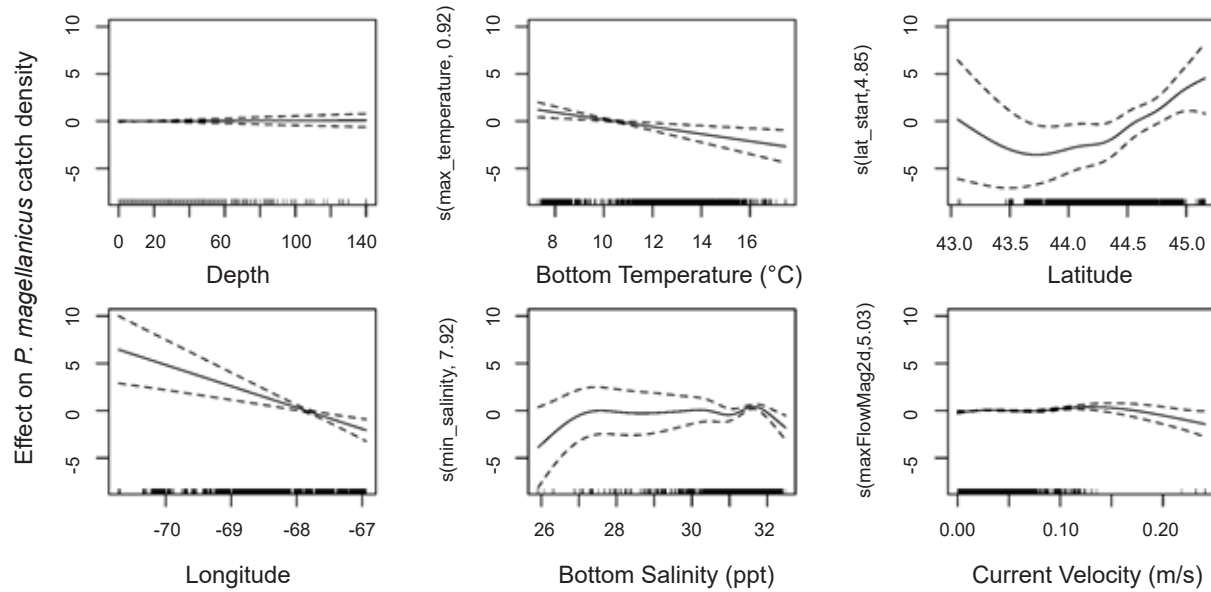 Effect on P. magellanicus catch density
10
5
0
-5
0 20 60 100 140
Depth
s(max_temperature, 0.92)
10
5
0
-5
8 10 12 14 16
Bottom Temperature (°C)
s(lat_start,4.85)
10
5
0
-5
43.0 43.5 44.0 44.5 45.0
Latitude
10
5
0
-5
-70 -69 -68 -67
Longitude
s(min_salinity, 7.92)
10
5
0
-5
26 28 30 32
Bottom Salinity (ppt)
s(maxFlowMag2d,5.03)
10
5
0
-5
0.00 0.10 0.20
Current Velocity (m/s)